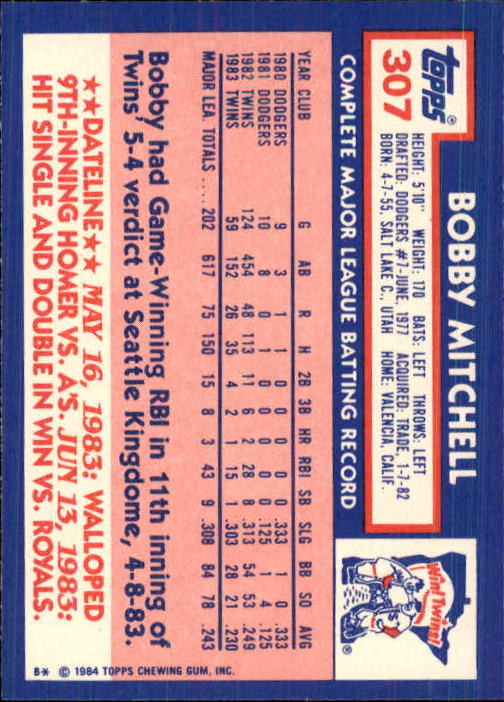 topps®
307
BOBBY MITCHELL
HEIGHT: 5'10" WEIGHT: 170 BATS: LEFT THROWS: LEFT
DRAFTED: DODGERS #7-JUNE, 1977 ACQUIRED: TRADE, 1-7-82
BORN: 4-7-55, SALT LAKE C., UTAH HOME: VALENCIA, CALIF.
COMPLETE MAJOR LEAGUE BATTING RECORD
Win! Twins!
®
YEAR CLUB G AB R H 2B 3B HR RBI SB SLG BB SO AVG
1980 DODGERS 9 3 1 1 0 0 0 0 0 .333 1 0 .333
1981 DODGERS 10 8 0 1 0 0 0 0 0 .125 1 4 .125
1982 TWINS 124 454 48 113 11 6 2 28 8 .313 54 53 .249
1983 TWINS 59 152 26 35 4 2 1 15 1 .303 28 21 .230
MAJOR LEA. TOTALS .... 202 617 75 150 15 8 3 43 9 .308 84 78 .243
Bobby had Game-Winning RBI in 11th inning of
Twins' 5-4 verdict at Seattle Kingdome, 4-8-83.
★★DATELINE★★ MAY 16, 1983: WALLOPED
9TH-INNING HOMER VS. A'S. JUN 13, 1983:
HIT SINGLE AND DOUBLE IN WIN VS. ROYALS.
B* © 1984 TOPPS CHEWING GUM, INC.